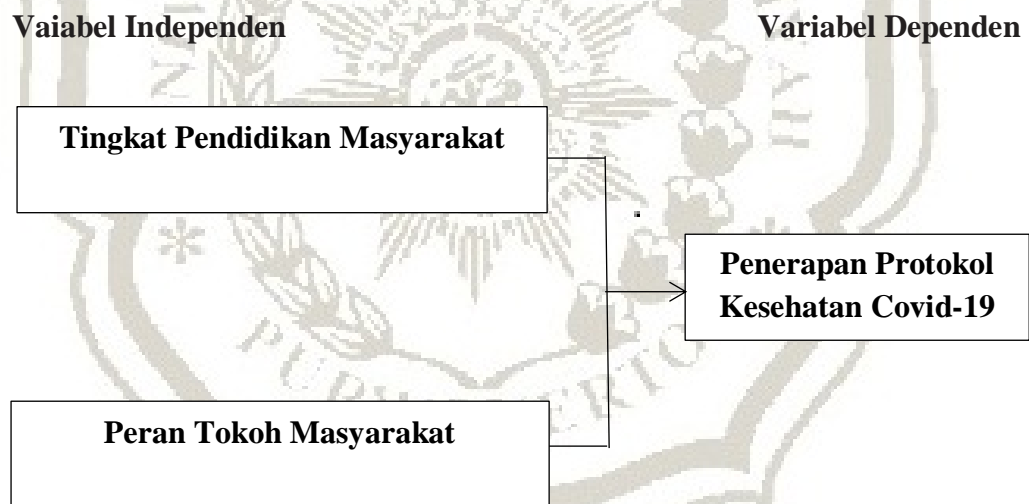 Vaiabel Independen
Variabel Dependen
Tingkat Pendidikan Masyarakat
Penerapan Protokol
Kesehatan Covid-19
Peran Tokoh Masyarakat